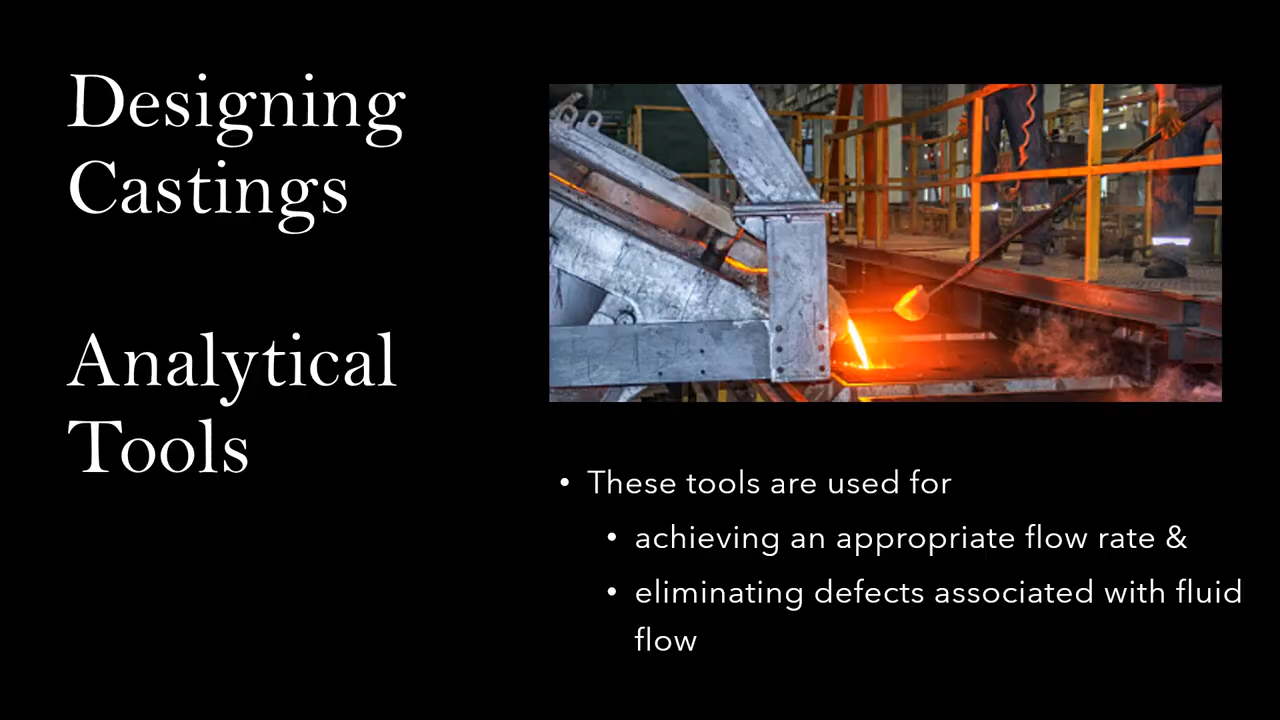 Designing
Castings
Analytical
Tools
• These tools are used for
• achieving an appropriate flow rate &
• eliminating defects associated with fluid
flow